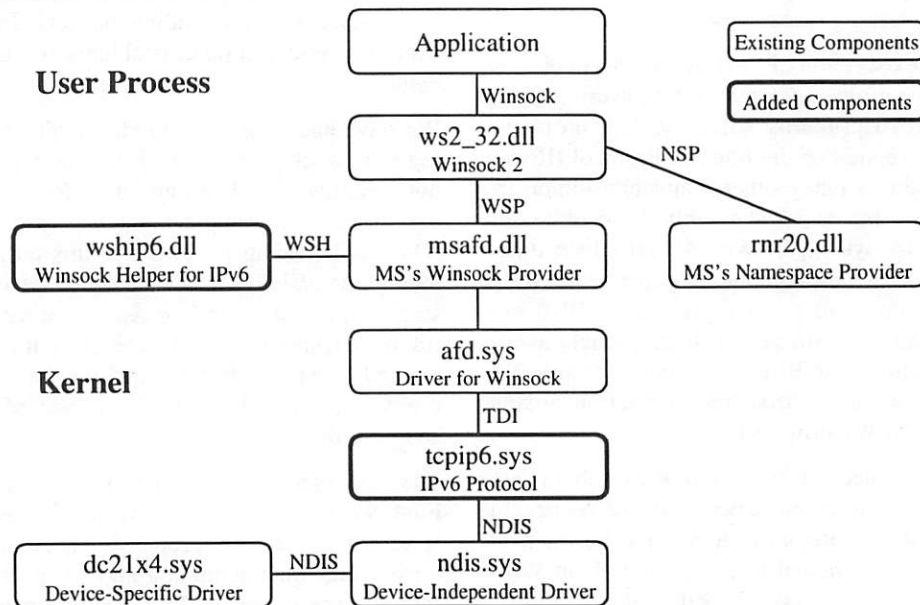 Application
Existing Components
User Process
Winsock
Added Components
ws2_32.dll
Winsock 2
NSP
WSP
wship6.dll
Winsock Helper for IPv6
WSH
msafd.dll
MS's Winsock Provider
rnr20.dll
MS's Namespace Provider
afd.sys
Driver for Winsock
Kernel
TDI
tcpip6.sys
IPv6 Protocol
NDIS
dc21x4.sys
Device-Specific Driver
NDIS
ndis.sys
Device-Independent Driver